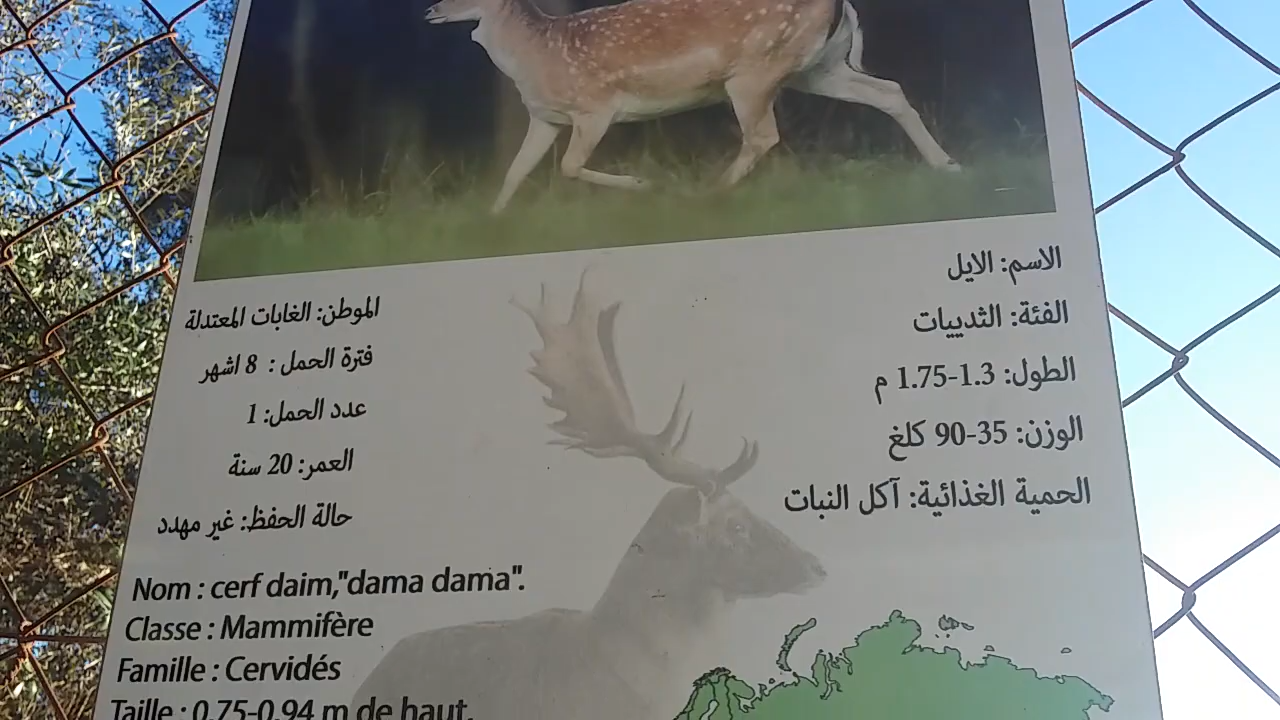 الاسم: الايل
الفئة: الثدييات
الطول: 1.3-1.75 م
الوزن: 35-90 كلغ
الحمية الغذائية: آكل النبات
الموطن: الغابات المعتدلة
فترة الحمل : 8 اشهر
عدد الحمل: 1
العمر: 20 سنة
حالة الحفظ: غير مهدد
Nom : cerf daim,"dama dama".
Classe : Mammifère
Famille : Cervidés
Taille : 0,75-0,94 m de haut.